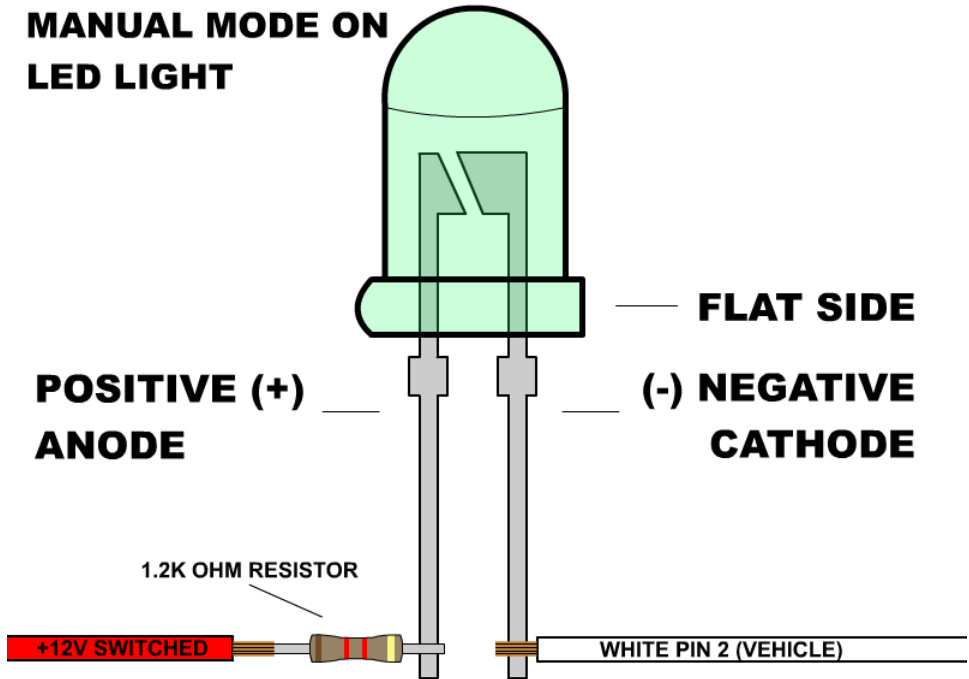 MANUAL MODE ON
LED LIGHT
FLAT SIDE
POSITIVE (+)
ANODE
(-) NEGATIVE
CATHODE
1.2K OHM RESISTOR
+12V SWITCHED
WHITE PIN 2 (VEHICLE)